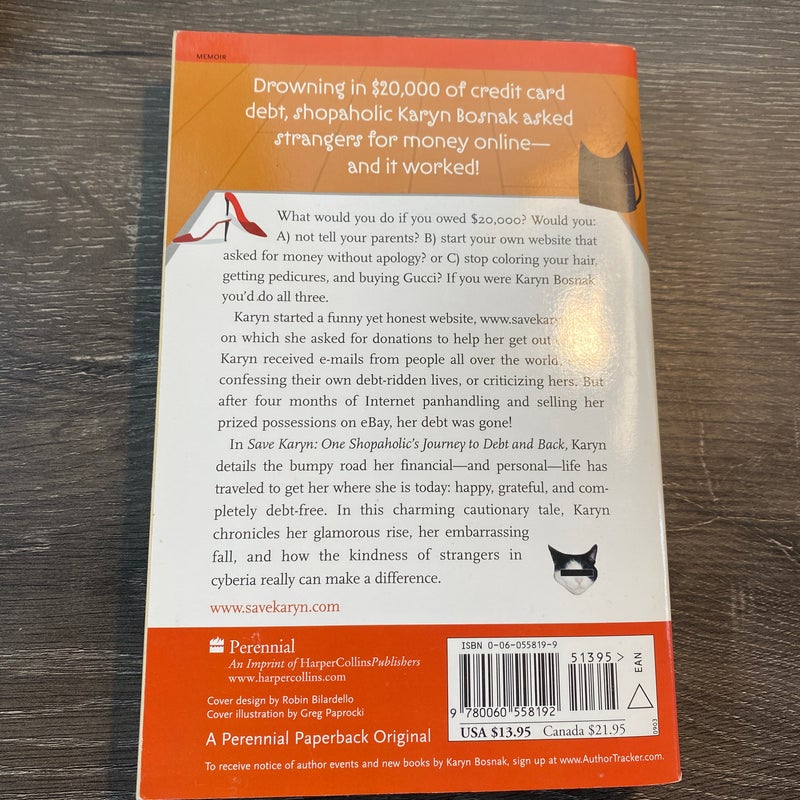 MEMOIR
Drowning in $20,000 of credit card
debt, shopaholic Karyn Bosnak asked
strangers for money online—
and it worked!
What would you do if you owed $20,000? Would you:
A) not tell your parents? B) start your own website that
asked for money without apology? or C) stop coloring your hair,
getting pedicures, and buying Gucci? If you were Karyn Bosnak
you'd do all three.
Karyn started a funny yet honest website,
on which she asked for donations to help her get out
Karyn received e-mails from people all over the world,
confessing their own debt-ridden lives, or criticizing hers. But
after four months of Internet panhandling and selling her
prized possessions on eBay, her debt was gone!
In Save Karyn: One Shopaholic's Journey to Debt and Back, Karyn
details the bumpy road her financial—and personal—life has
traveled to get her where she is today: happy, grateful, and com-
pletely debt-free. In this charming cautionary tale, Karyn
chronicles her glamorous rise, her embarrassing
fall, and how the kindness of strangers in
cyberia really can make a difference.
www.savekaryn.com
Perennial
An Imprint of HarperCollinsPublishers
www.harpercollins.com
Cover design by Robin Bilardello
Cover illustration by Greg Paprocki
A Perennial Paperback Original
To receive notice of author events and new books by Karyn Bosnak, sign up at www.AuthorTracker.com.
ISBN 0-06-055819-9
51395 >
EAN
9 780060 558192
USA $13.95 Canada $21.95
0903